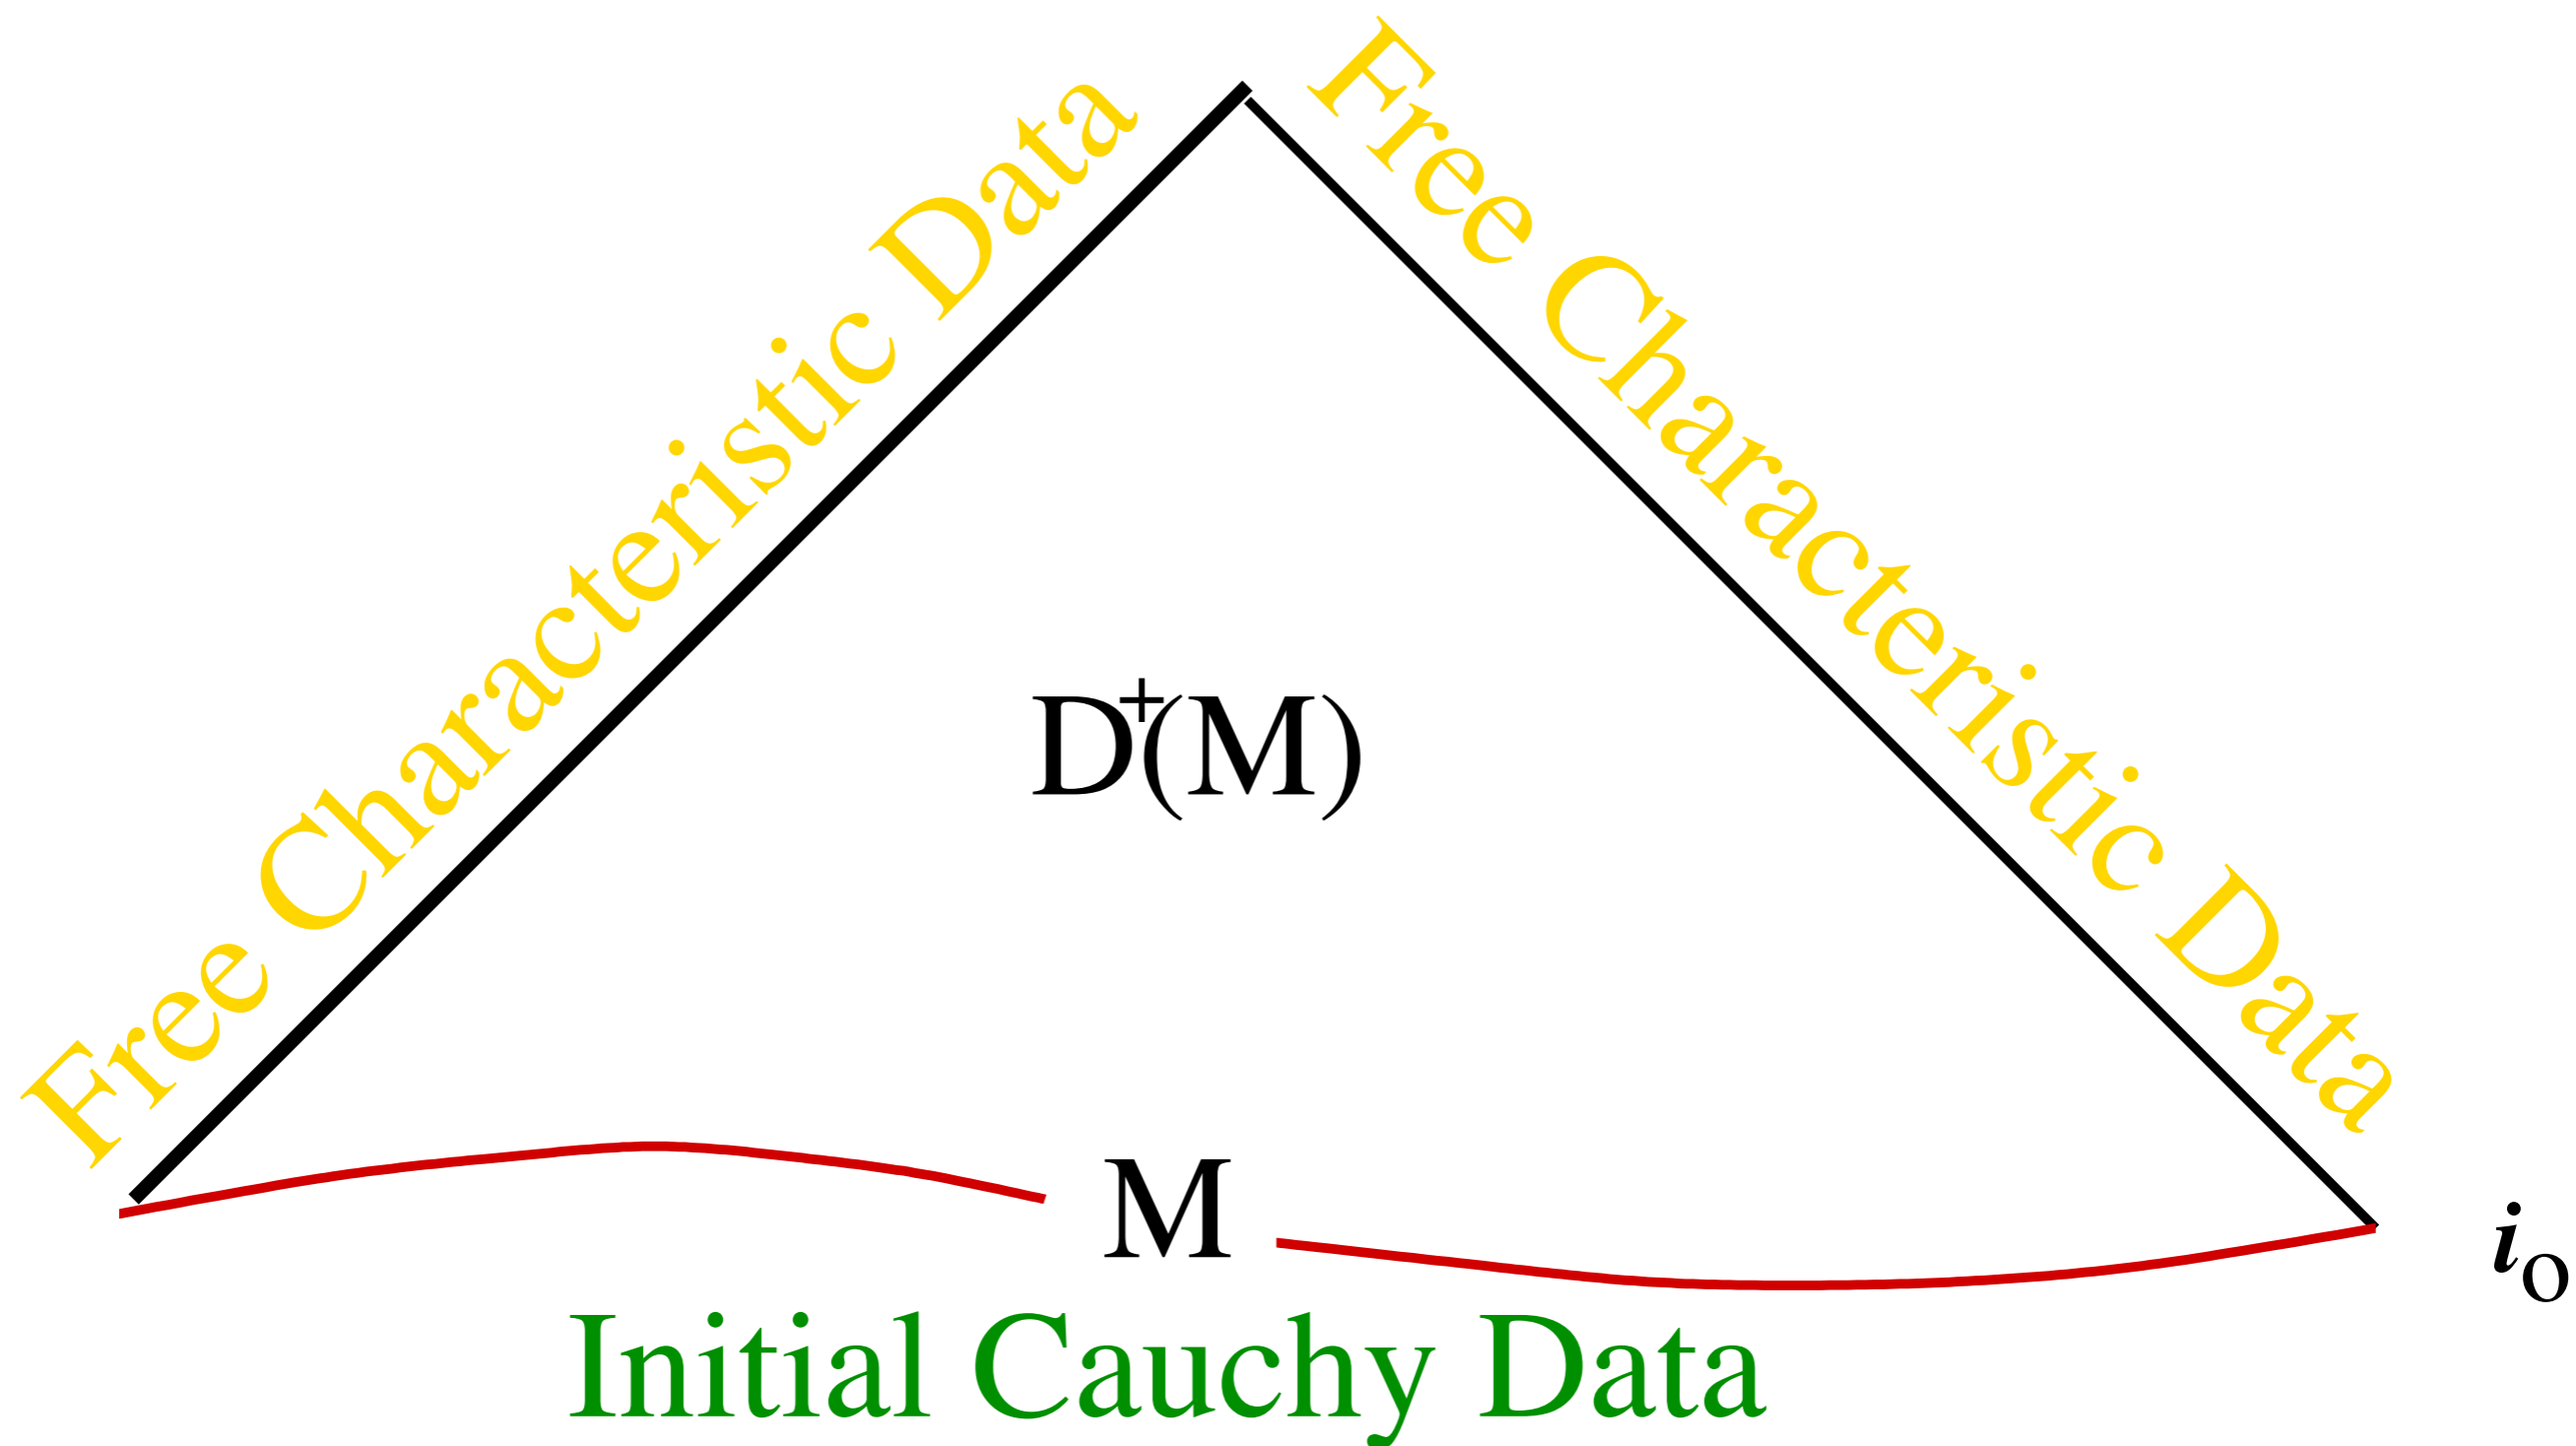 Free Characteristic Data
Free Characteristic Data
D⁺(M)
M
i₀
Initial Cauchy Data